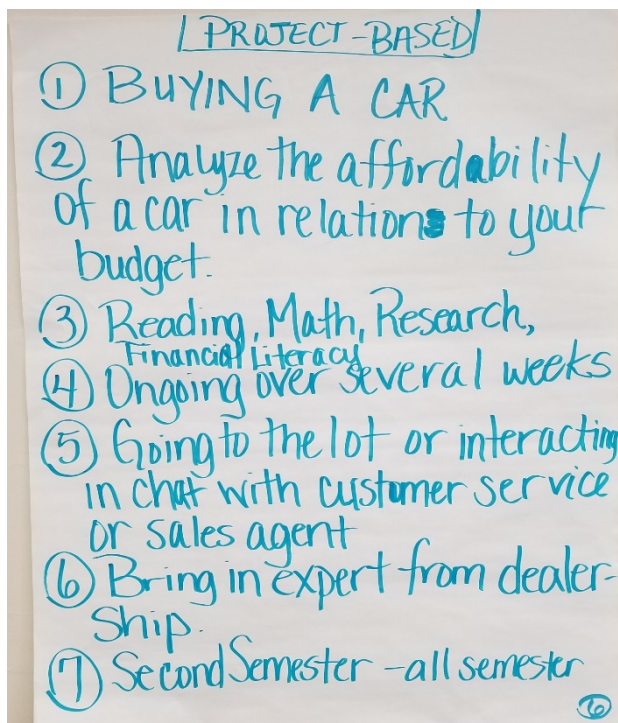 PROJECT-BASED
① BUYING A CAR
② Analyze the affordability
of a car in relation to your
budget.
③ Reading, Math, Research,
Financial Literacy
④ Ongoing over several weeks
⑤ Going to the lot or interacting
in chat with customer service
or sales agent
⑥ Bring in expert from dealer-
ship.
⑦ Second Semester - all semester
⑥